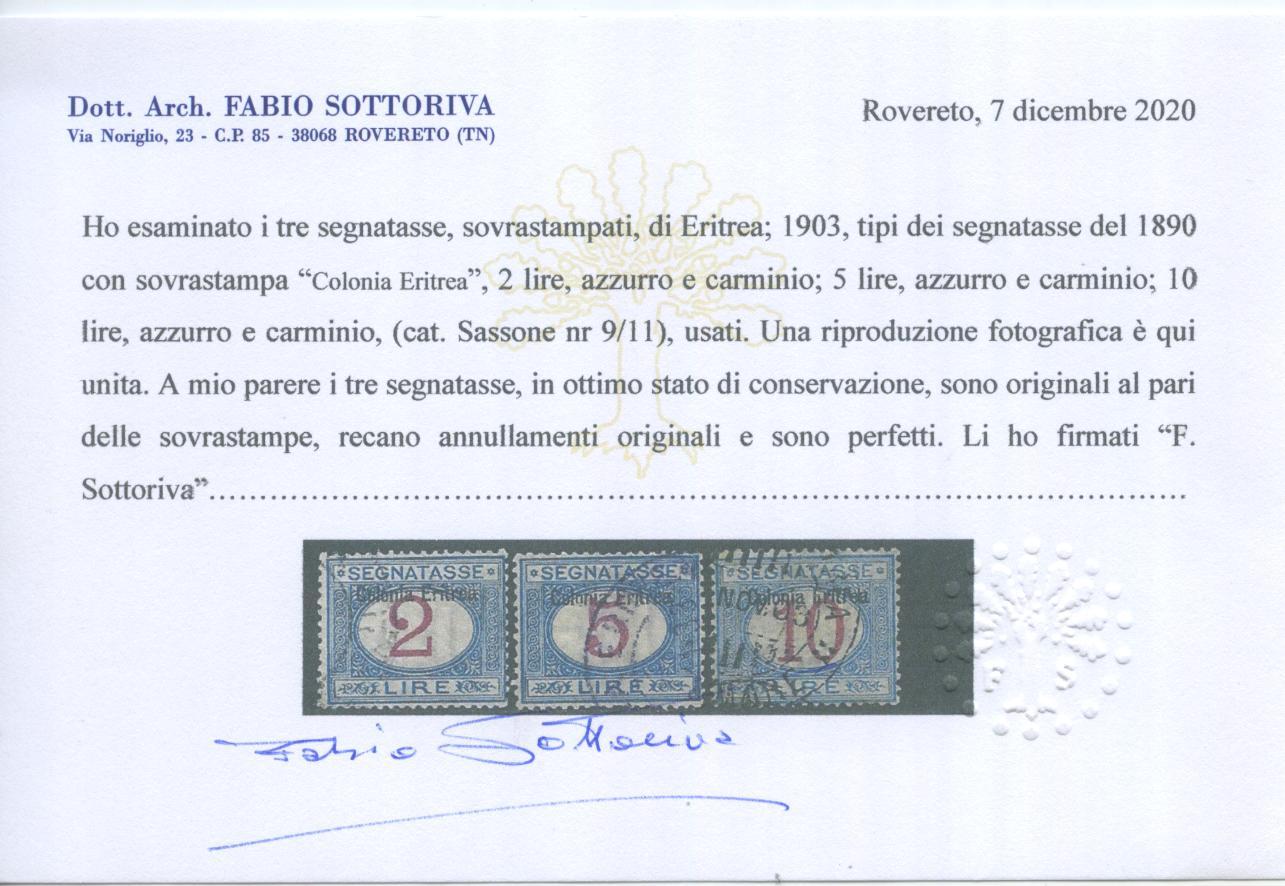 Dott. Arch. FABIO SOTTORIVA
Via Noriglio, 23 - C.P. 85 - 38068 ROVERETO (TN)
Rovereto, 7 dicembre 2020
Ho esaminato i tre segnatasse, sovrastampati, di Eritrea; 1903, tipi dei segnatasse del 1890
con sovrastampa “Colonia Eritrea”, 2 lire, azzurro e carminio; 5 lire, azzurro e carminio; 10
lire, azzurro e carminio, (cat. Sassone nr 9/11), usati. Una riproduzione fotografica è qui
unita. A mio parere i tre segnatasse, in ottimo stato di conservazione, sono originali al pari
delle sovrastampe, recano annullamenti originali e sono perfetti. Li ho firmati “F.
Sottoriva”...............................................................................................
SEGNATASSE
Colonia Eritrea
2
LIRE
SEGNATASSE
Colonia Eritrea
5
LIRE
SEGNATASSE
Colonia Eritrea
NOV
10
LIRE
F S
Fabio Sottoriva